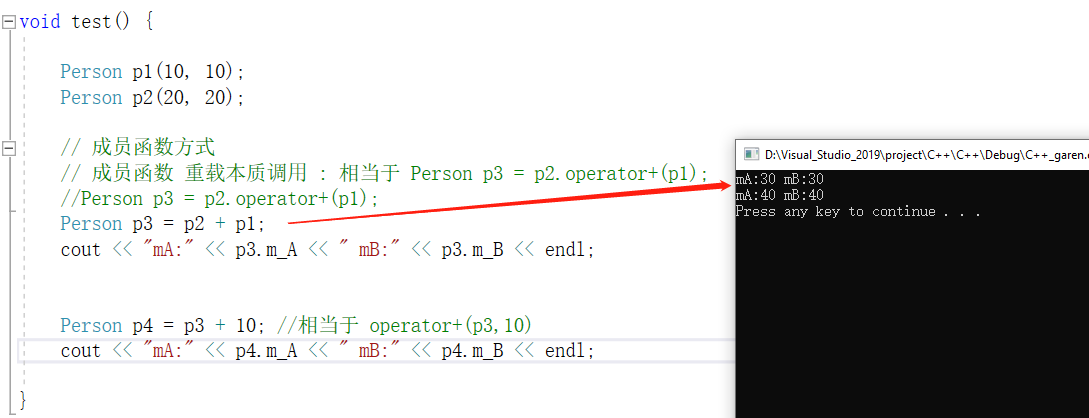 void test() {
Person p1(10, 10);
Person p2(20, 20);
// 成员函数方式
// 成员函数 重载本质调用 : 相当于 Person p3 = p2.operator+(p1);
//Person p3 = p2.operator+(p1);
Person p3 = p2 + p1;
cout << "mA:" << p3.m_A << " mB:" << p3.m_B << endl;
Person p4 = p3 + 10; //相当于 operator+(p3,10)
cout << "mA:" << p4.m_A << " mB:" << p4.m_B << endl;
}
D:\Visual_Studio_2019\project\C++\C++\Debug\C++_garen.e
mA:30 mB:30
mA:40 mB:40
Press any key to continue . . .